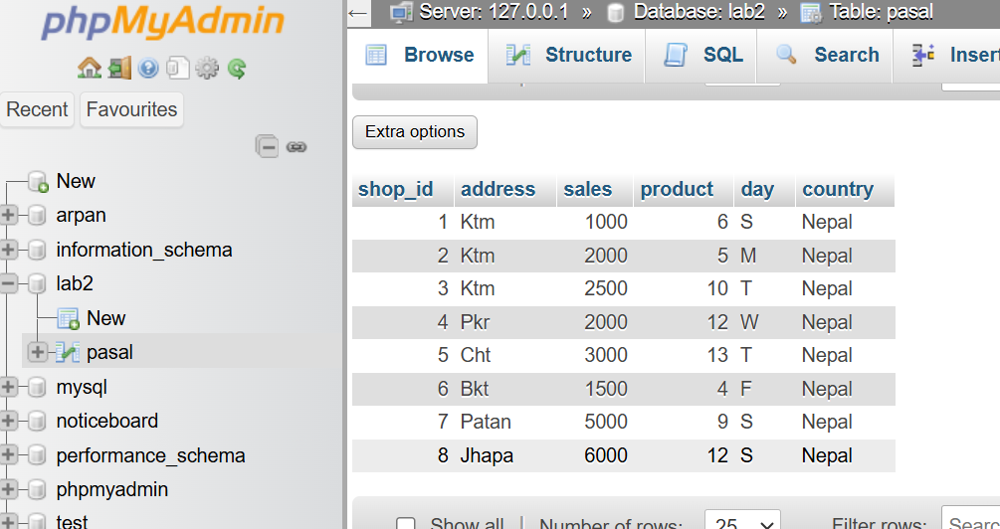 phpMyAdmin
Recent Favourites
New
arpan
information_schema
lab2
New
pasal
mysql
noticeboard
performance_schema
phpmyadmin
test
Server: 127.0.0.1 » Database: lab2 » Table: pasal
Browse Structure SQL Search Insert
Extra options
shop_id address sales product day country
1 Ktm 1000 6 S Nepal
2 Ktm 2000 5 M Nepal
3 Ktm 2500 10 T Nepal
4 Pkr 2000 12 W Nepal
5 Cht 3000 13 T Nepal
6 Bkt 1500 4 F Nepal
7 Patan 5000 9 S Nepal
8 Jhapa 6000 12 S Nepal
Show all | Number of rows: 25 Filter rows: Searc